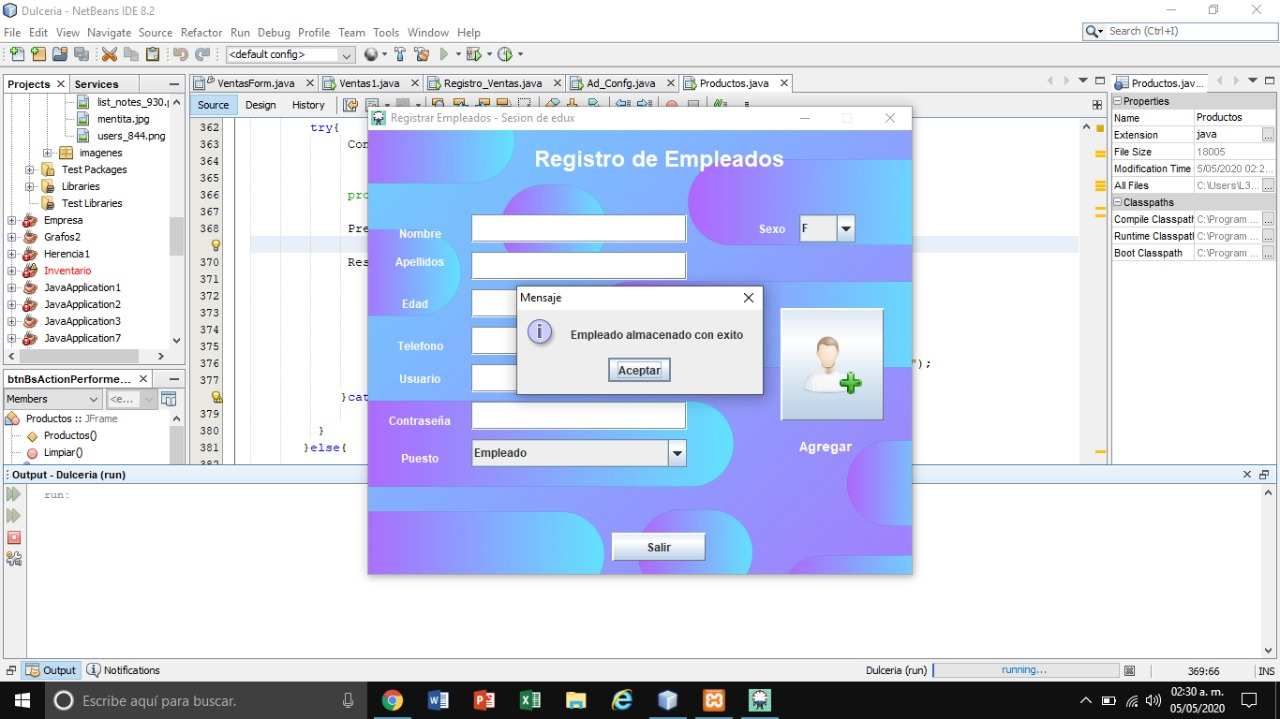 Dulceria - NetBeans IDE 8.2
File Edit View Navigate Source Refactor Run Debug Profile Team Tools Window Help
Search (Ctrl+I)
<default config>
Projects Services
VentasForm.java Ventas1.java Registro_Ventas.java Ad_Confg.java Productos.java
Productos.jav...
Source Design History
list_notes_930.j
mentita.jpg
users_844.png
imagenes
Test Packages
Libraries
Test Libraries
Empresa
Grafos2
Herencia1
Inventario
JavaApplication1
JavaApplication2
JavaApplication3
JavaApplication7
btnBsActionPerforme...
Members <e...
Productos :: JFrame
Productos()
Limpiar()
362 try{
363 Con
364
365
366 pro
367
368 Pre
370 Res
371
372
373
374
375
376 ");
377
}cat
379
380 }
381 }else{
382
Registrar Empleados - Sesion de edux
Registro de Empleados
Nombre
Sexo F
Apellidos
Edad
Telefono
Usuario
Contraseña
Puesto Empleado
Agregar
Salir
Mensaje
Empleado almacenado con exito
Aceptar
Properties
Name Productos
Extension java ...
File Size 18005
Modification Time 5/05/2020 02:2...
All Files C:\Users\L3... ...
Classpaths
Compile Classpath C:\Program ... ...
Runtime Classpath C:\Program ... ...
Boot Classpath C:\Program ... ...
Output - Dulceria (run)
run:
Output Notifications
Dulceria (run) running... 369:66 INS
Escribe aquí para buscar.
02:30 a. m.
05/05/2020